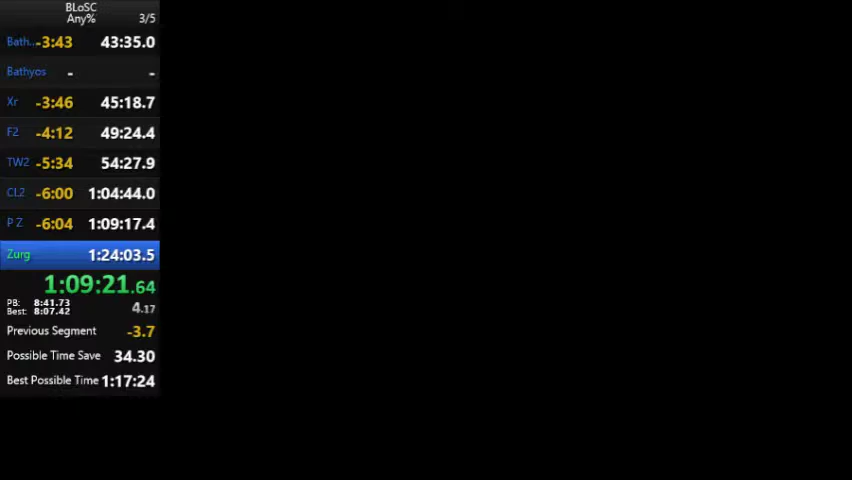 BLoSC
Any% 3/5
Bath... -3:43 43:35.0
Bathyos - -
Xr -3:46 45:18.7
F2 -4:12 49:24.4
TW2 -5:34 54:27.9
CL2 -6:00 1:04:44.0
P Z -6:04 1:09:17.4
Zurg 1:24:03.5
1:09:21.64
PB: 8:41.73 4.17
Best: 8:07.42
Previous Segment -3.7
Possible Time Save 34.30
Best Possible Time 1:17:24